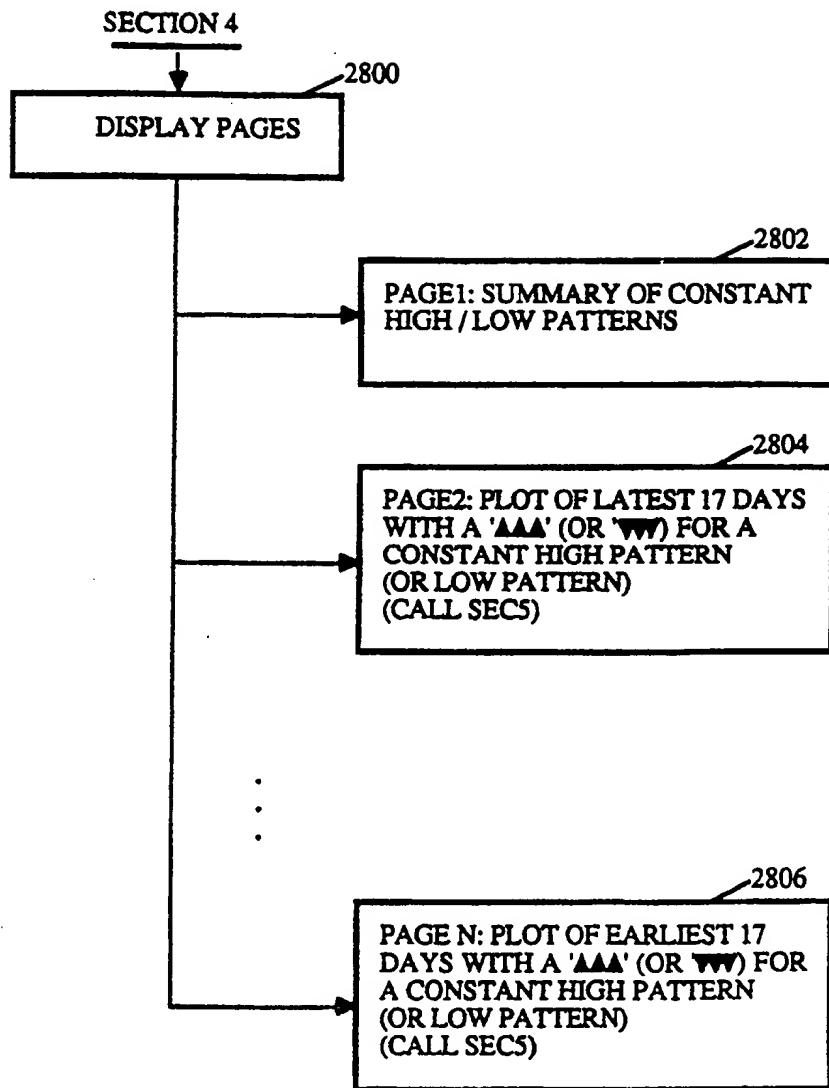 SECTION 4
2800
DISPLAY PAGES
2802
PAGE1: SUMMARY OF CONSTANT
HIGH / LOW PATTERNS
2804
PAGE2: PLOT OF LATEST 17 DAYS
WITH A '▲▲▲' (OR '▼▼▼') FOR A
CONSTANT HIGH PATTERN
(OR LOW PATTERN)
(CALL SEC5)
2806
PAGE N: PLOT OF EARLIEST 17
DAYS WITH A '▲▲▲' (OR '▼▼▼') FOR
A CONSTANT HIGH PATTERN
(OR LOW PATTERN)
(CALL SEC5)